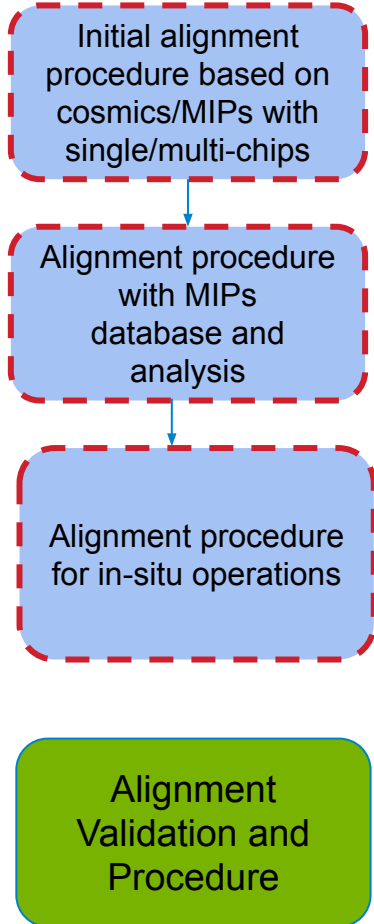 Initial alignment
procedure based on
cosmics/MIPs with
single/multi-chips
Alignment procedure
with MIPs
database and
analysis
Alignment procedure
for in-situ operations
Alignment
Validation and
Procedure